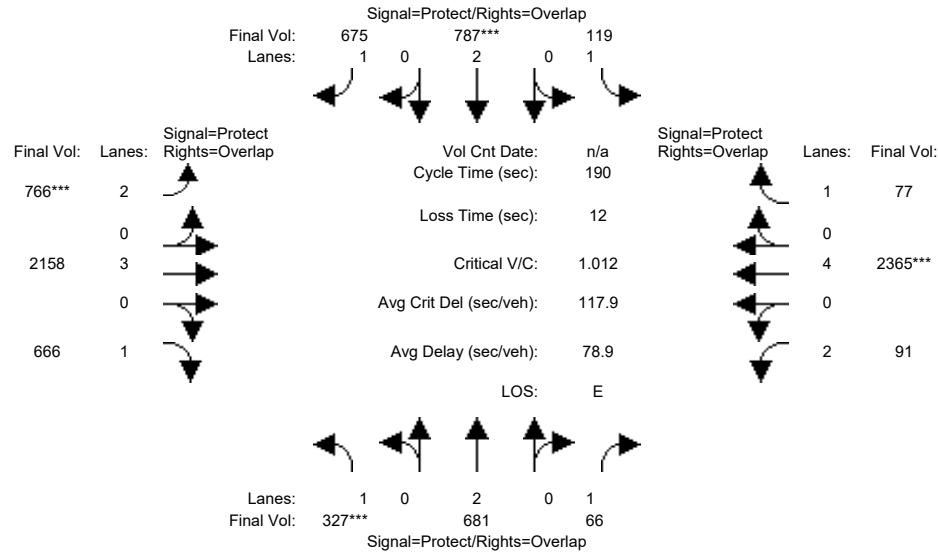 Signal=Protect/Rights=Overlap
Final Vol: 675 787*** 119
Lanes: 1 0 2 0 1
Signal=Protect Signal=Protect
Final Vol: Lanes: Rights=Overlap Vol Cnt Date: n/a Rights=Overlap Lanes: Final Vol:
Cycle Time (sec): 190
766*** 2 1 77
Loss Time (sec): 12
0 0
2158 3 Critical V/C: 1.012 4 2365***
0 Avg Crit Del (sec/veh): 117.9 0
666 1 Avg Delay (sec/veh): 78.9 2 91
LOS: E
Lanes: 1 0 2 0 1
Final Vol: 327*** 681 66
Signal=Protect/Rights=Overlap